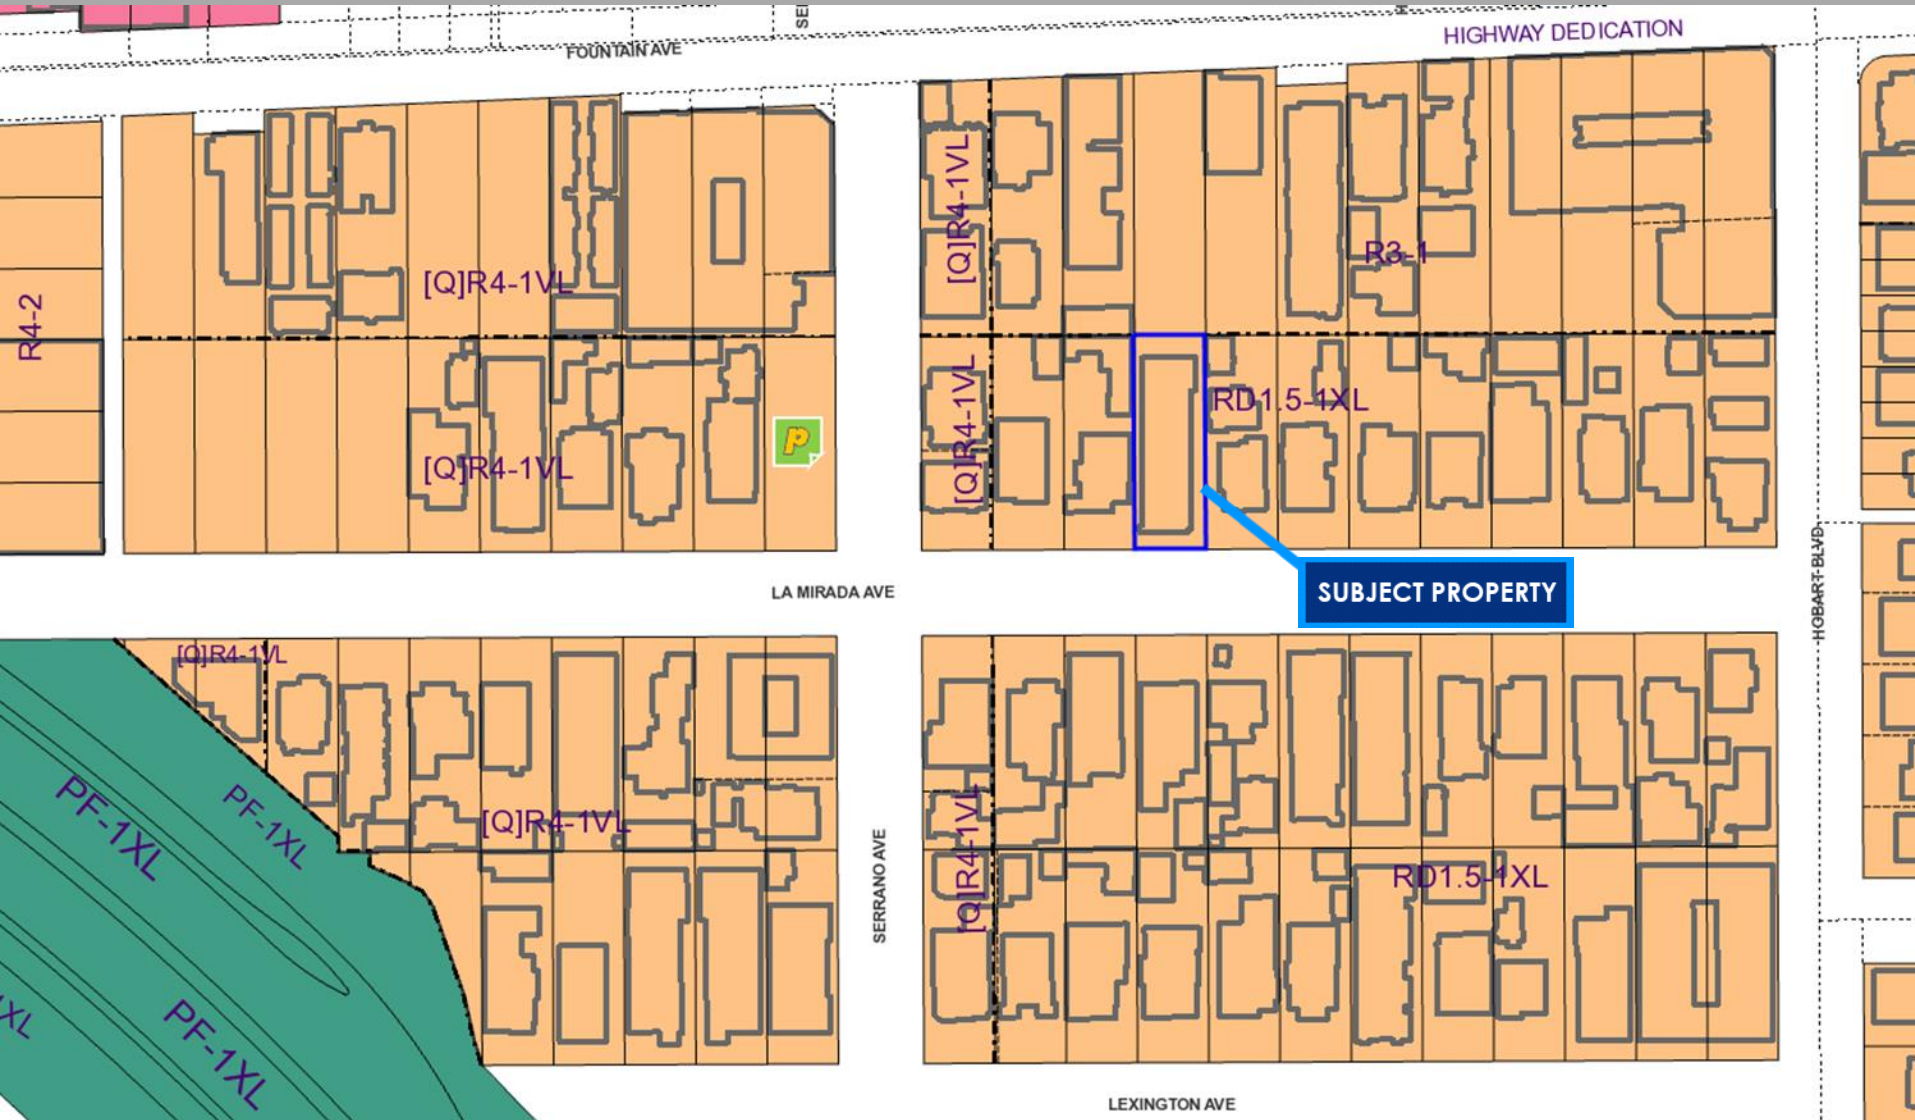 SE
H
HIGHWAY DEDICATION
FOUNTAIN AVE
[Q]R4-1VL
[Q]R4-1VL
R3-1
R4-2
[Q]R4-1VL
RD1.5-1XL
[Q]R4-1VL
P
SUBJECT PROPERTY
LA MIRADA AVE
HOBART BLVD
[Q]R4-1VL
PF-1XL
PF-1XL
[Q]R4-1VL
[Q]R4-1VL
SERRANO AVE
RD1.5-1XL
XL
PF-1XL
LEXINGTON AVE